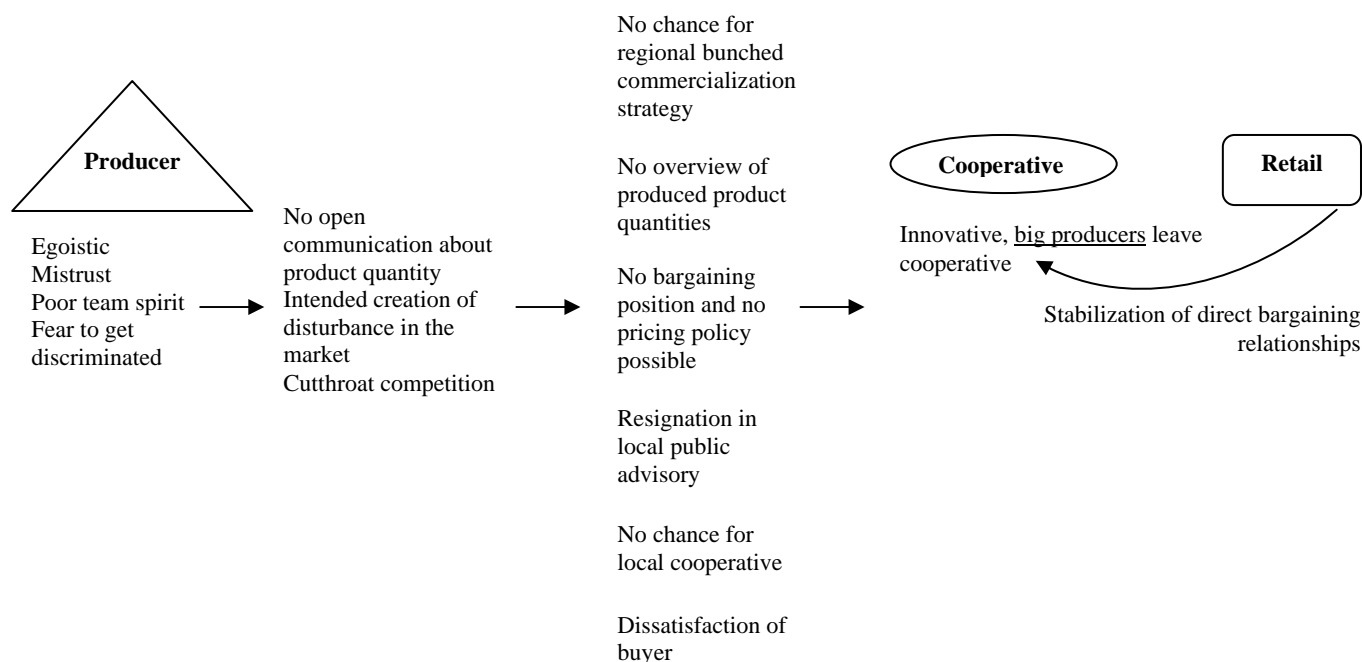 Producer
Egoistic
Mistrust
Poor team spirit
Fear to get
discriminated
No open
communication about
product quantity
Intended creation of
disturbance in the
market
Cutthroat competition
No chance for
regional bunched
commercialization
strategy
No overview of
produced product
quantities
No bargaining
position and no
pricing policy
possible
Resignation in
local public
advisory
No chance for
local cooperative
Dissatisfaction of
buyer
Cooperative
Innovative, big producers leave
cooperative
Retail
Stabilization of direct bargaining
relationships